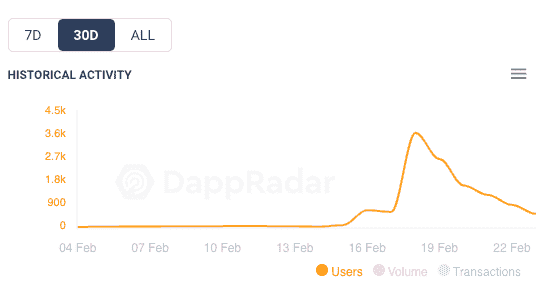 7D 30D ALL
HISTORICAL ACTIVITY
4.5k
3.6k
2.7k
1.8k
900
0
DappRadar
04 Feb 07 Feb 10 Feb 13 Feb 16 Feb 19 Feb 22 Feb
Users Volume Transactions